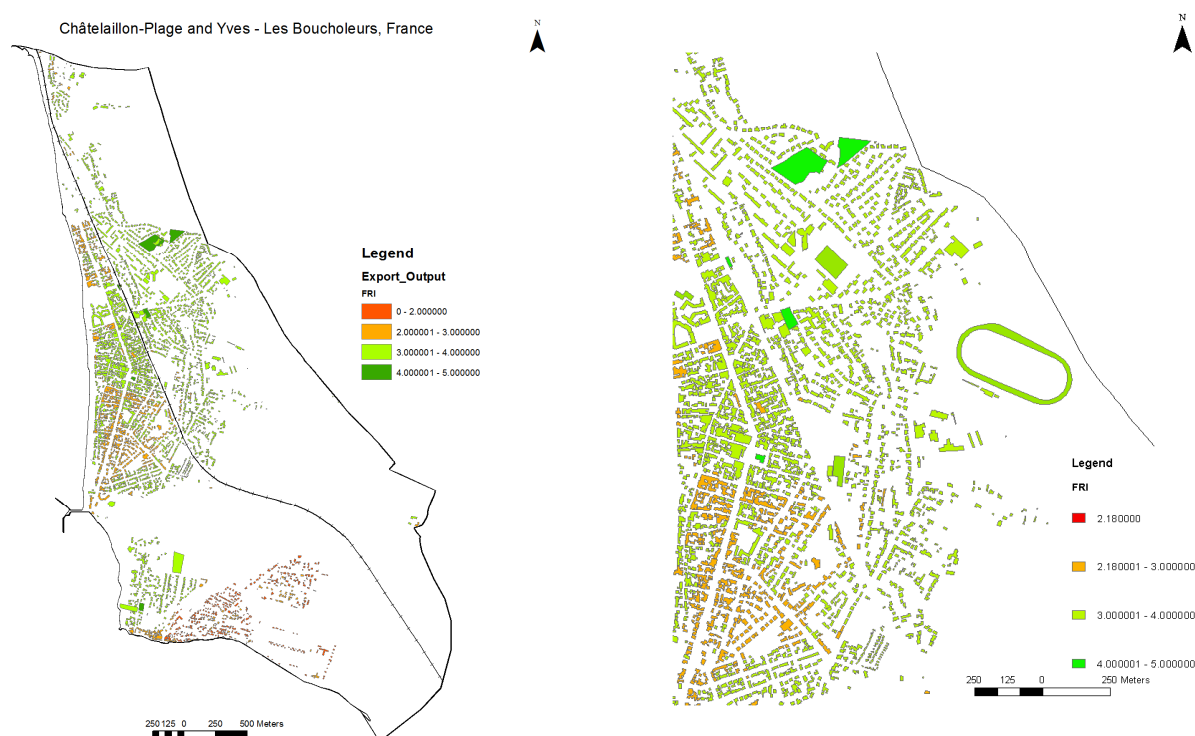 Châtelaillon-Plage and Yves - Les Boucholeurs, France
N
Legend
Export_Output
FRI
0 - 2.000000
2.000001 - 3.000000
3.000001 - 4.000000
4.000001 - 5.000000
250 125 0 250 500 Meters
N
Legend
FRI
2.180000
2.180001 - 3.000000
3.000001 - 4.000000
4.000001 - 5.000000
250 125 0 250 Meters